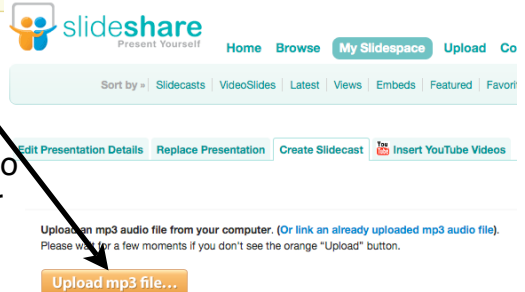 slideshare
Present Yourself
Home Browse My Slidespace Upload Co
Sort by » Slidecasts VideoSlides Latest Views Embeds Featured Favori
Edit Presentation Details Replace Presentation Create Slidecast You Tube Insert YouTube Videos
o
r
Upload an mp3 audio file from your computer. (Or link an already uploaded mp3 audio file).
Please wait for a few moments if you don't see the orange "Upload" button.
Upload mp3 file...